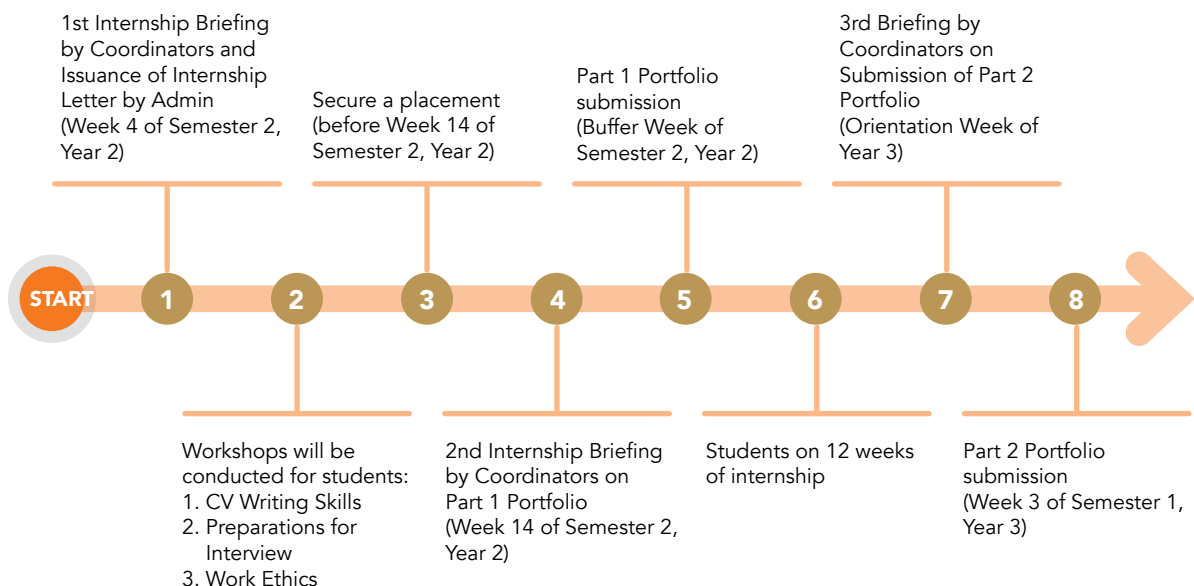 1st Internship Briefing
by Coordinators and
Issuance of Internship
Letter by Admin
(Week 4 of Semester 2,
Year 2)
Secure a placement
(before Week 14 of
Semester 2, Year 2)
Part 1 Portfolio
submission
(Buffer Week of
Semester 2, Year 2)
3rd Briefing by
Coordinators on
Submission of Part 2
Portfolio
(Orientation Week of
Year 3)
START 1 2 3 4 5 6 7 8
Workshops will be
conducted for students:
1. CV Writing Skills
2. Preparations for
Interview
3. Work Ethics
2nd Internship Briefing
by Coordinators on
Part 1 Portfolio
(Week 14 of Semester 2,
Year 2)
Students on 12 weeks
of internship
Part 2 Portfolio
submission
(Week 3 of Semester 1,
Year 3)